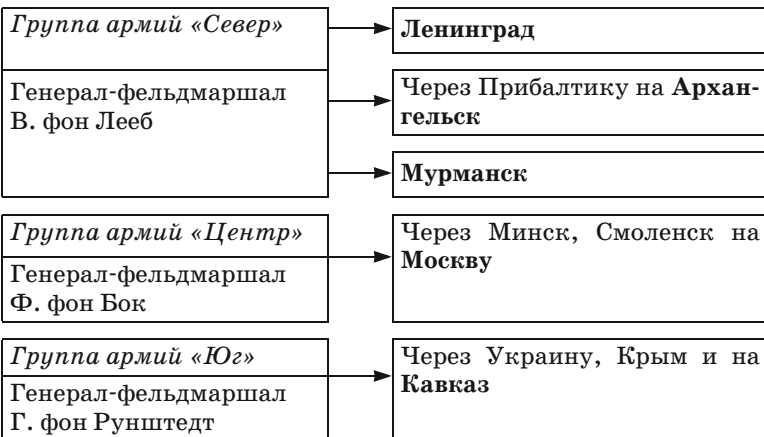 Группа армий «Север»
Генерал-фельдмаршал
В. фон Лееб
Ленинград
Через Прибалтику на Архан-
гельск
Мурманск
Группа армий «Центр»
Генерал-фельдмаршал
Ф. фон Бок
Через Минск, Смоленск на
Москву
Группа армий «Юг»
Генерал-фельдмаршал
Г. фон Рунштедт
Через Украину, Крым и на
Кавказ